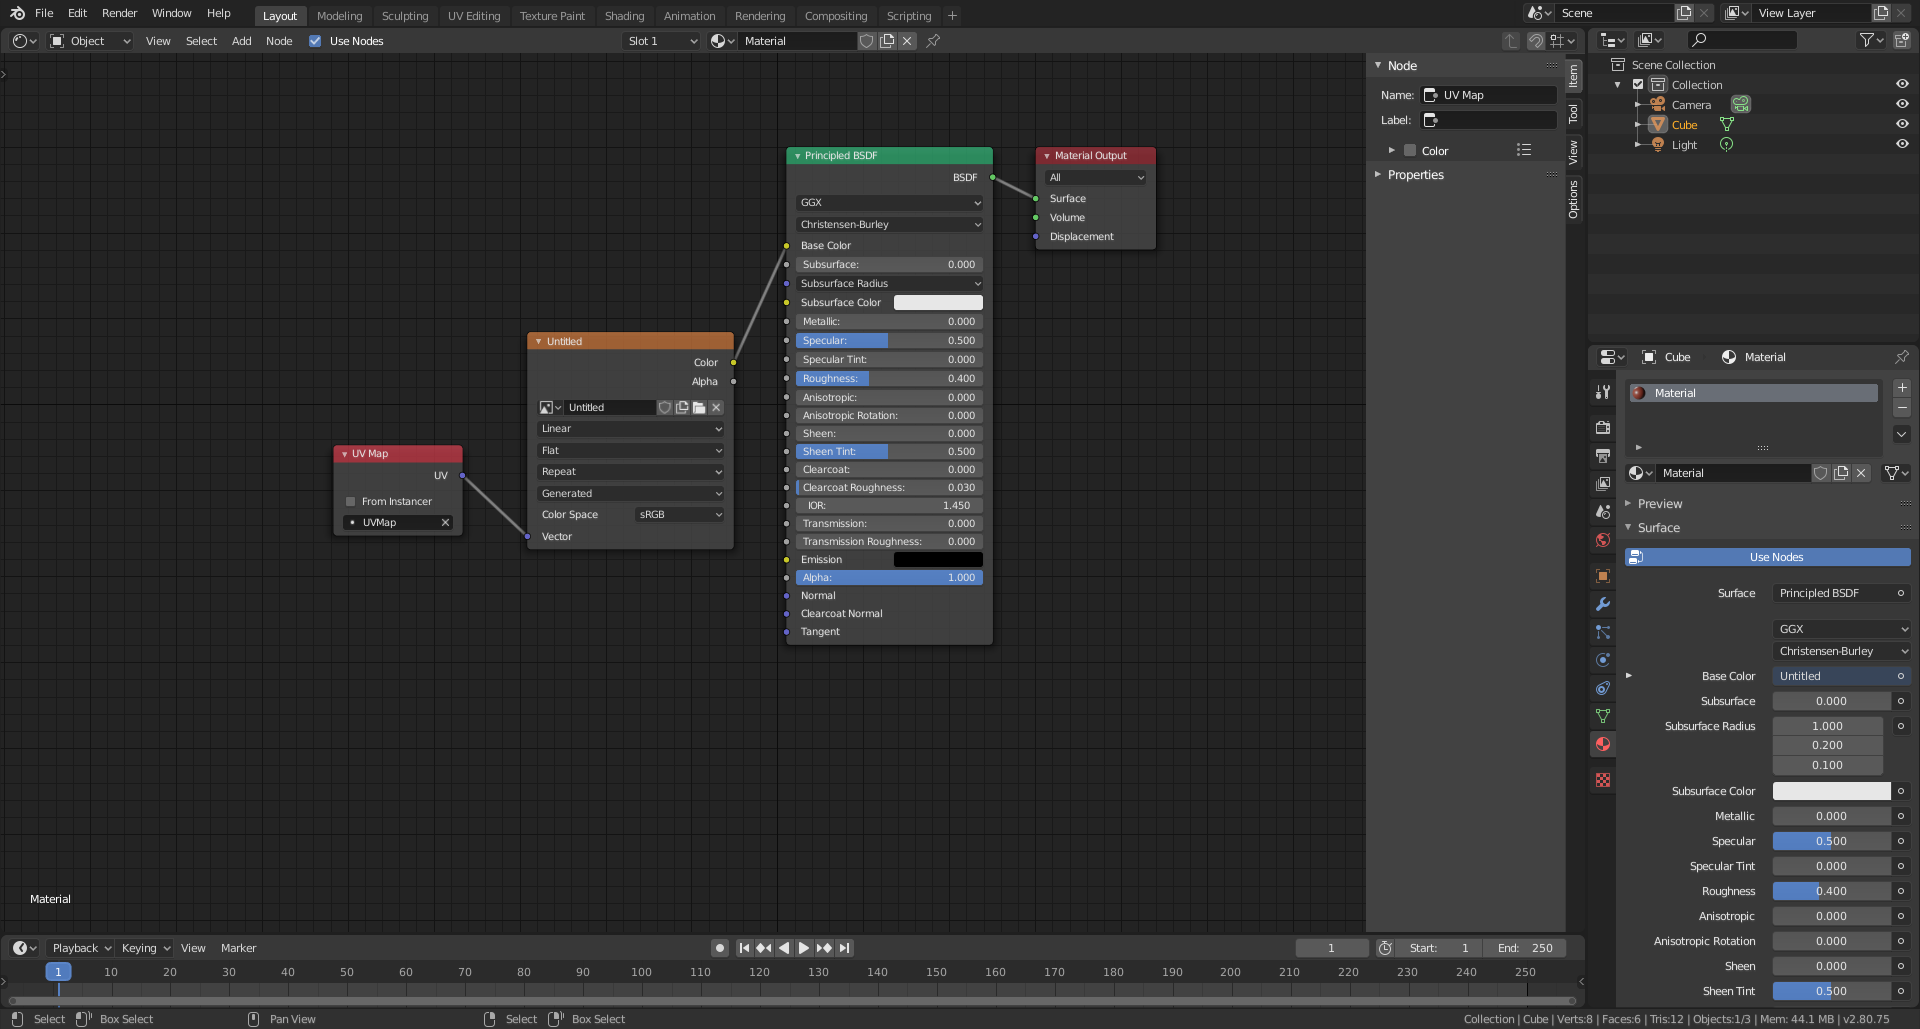 File Edit Render Window Help Layout Modeling Sculpting UV Editing Texture Paint Shading Animation Rendering Compositing Scripting + Scene View Layer
Object View Select Add Node Use Nodes Slot 1 Material
Node
Name: UV Map
Label:
Color
Properties
Item
Tool
View
Options
Scene Collection
Collection
Camera
Cube
Light
Principled BSDF
BSDF
GGX
Christensen-Burley
Base Color
Subsurface: 0.000
Subsurface Radius
Subsurface Color
Metallic: 0.000
Specular: 0.500
Specular Tint: 0.000
Roughness: 0.400
Anisotropic: 0.000
Anisotropic Rotation: 0.000
Sheen: 0.000
Sheen Tint: 0.500
Clearcoat: 0.000
Clearcoat Roughness: 0.030
IOR: 1.450
Transmission: 0.000
Transmission Roughness: 0.000
Emission
Alpha: 1.000
Normal
Clearcoat Normal
Tangent
Material Output
All
Surface
Volume
Displacement
Untitled
Color
Alpha
Untitled
Linear
Flat
Repeat
Generated
Color Space sRGB
Vector
UV Map
UV
From Instancer
UVMap
Material
Cube Material
Material
Material
Preview
Surface
Use Nodes
Surface Principled BSDF
GGX
Christensen-Burley
Base Color Untitled
Subsurface 0.000
Subsurface Radius 1.000
0.200
0.100
Subsurface Color
Metallic 0.000
Specular 0.500
Specular Tint 0.000
Roughness 0.400
Anisotropic 0.000
Anisotropic Rotation 0.000
Sheen 0.000
Sheen Tint 0.500
Playback Keying View Marker 1 Start: 1 End: 250
1 10 20 30 40 50 60 70 80 90 100 110 120 130 140 150 160 170 180 190 200 210 220 230 240 250
Select Box Select Pan View Select Box Select Collection | Cube | Verts:8 | Faces:6 | Tris:12 | Objects:1/3 | Mem: 44.1 MB | v2.80.75